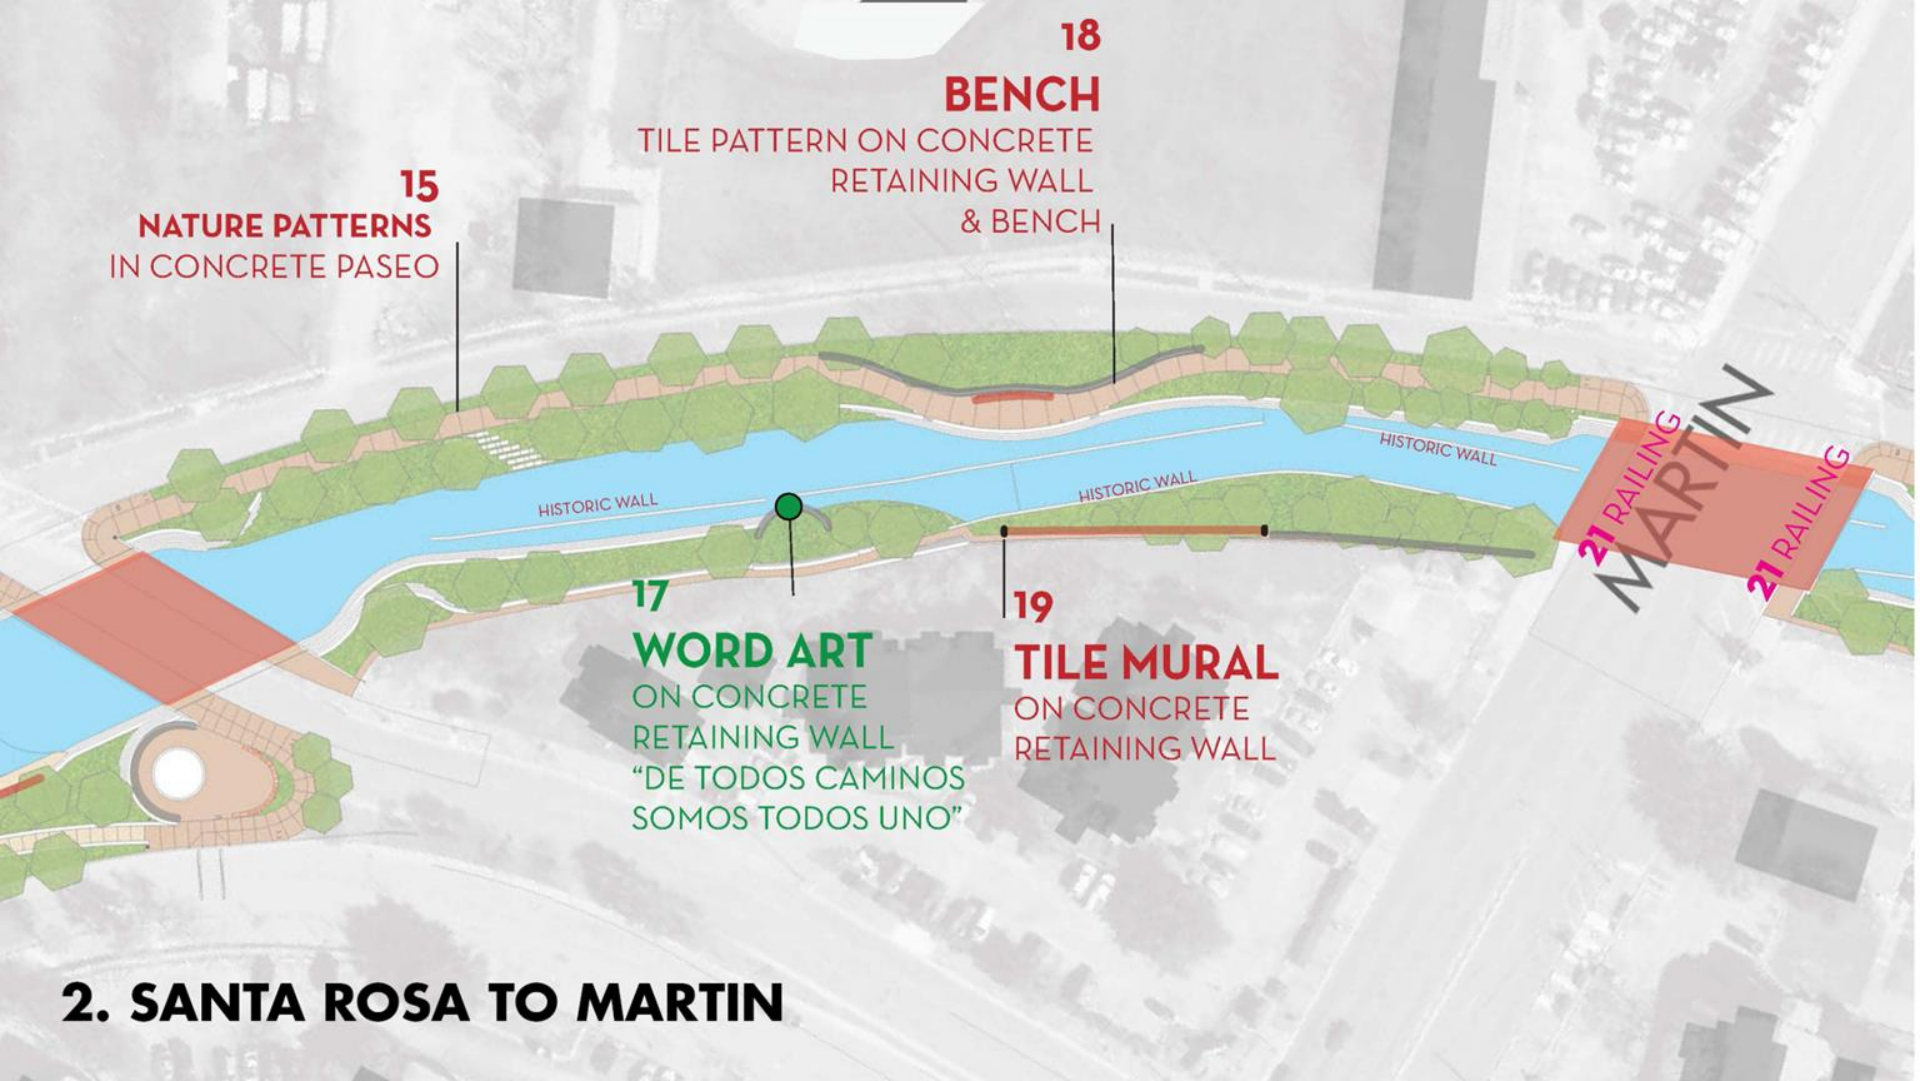 18
BENCH
TILE PATTERN ON CONCRETE
RETAINING WALL
& BENCH
15
NATURE PATTERNS
IN CONCRETE PASEO
HISTORIC WALL
HISTORIC WALL
HISTORIC WALL
21 RAILING
MARTIN
21 RAILING
17
WORD ART
ON CONCRETE
RETAINING WALL
“DE TODOS CAMINOS
SOMOS TODOS UNO”
19
TILE MURAL
ON CONCRETE
RETAINING WALL
2. SANTA ROSA TO MARTIN